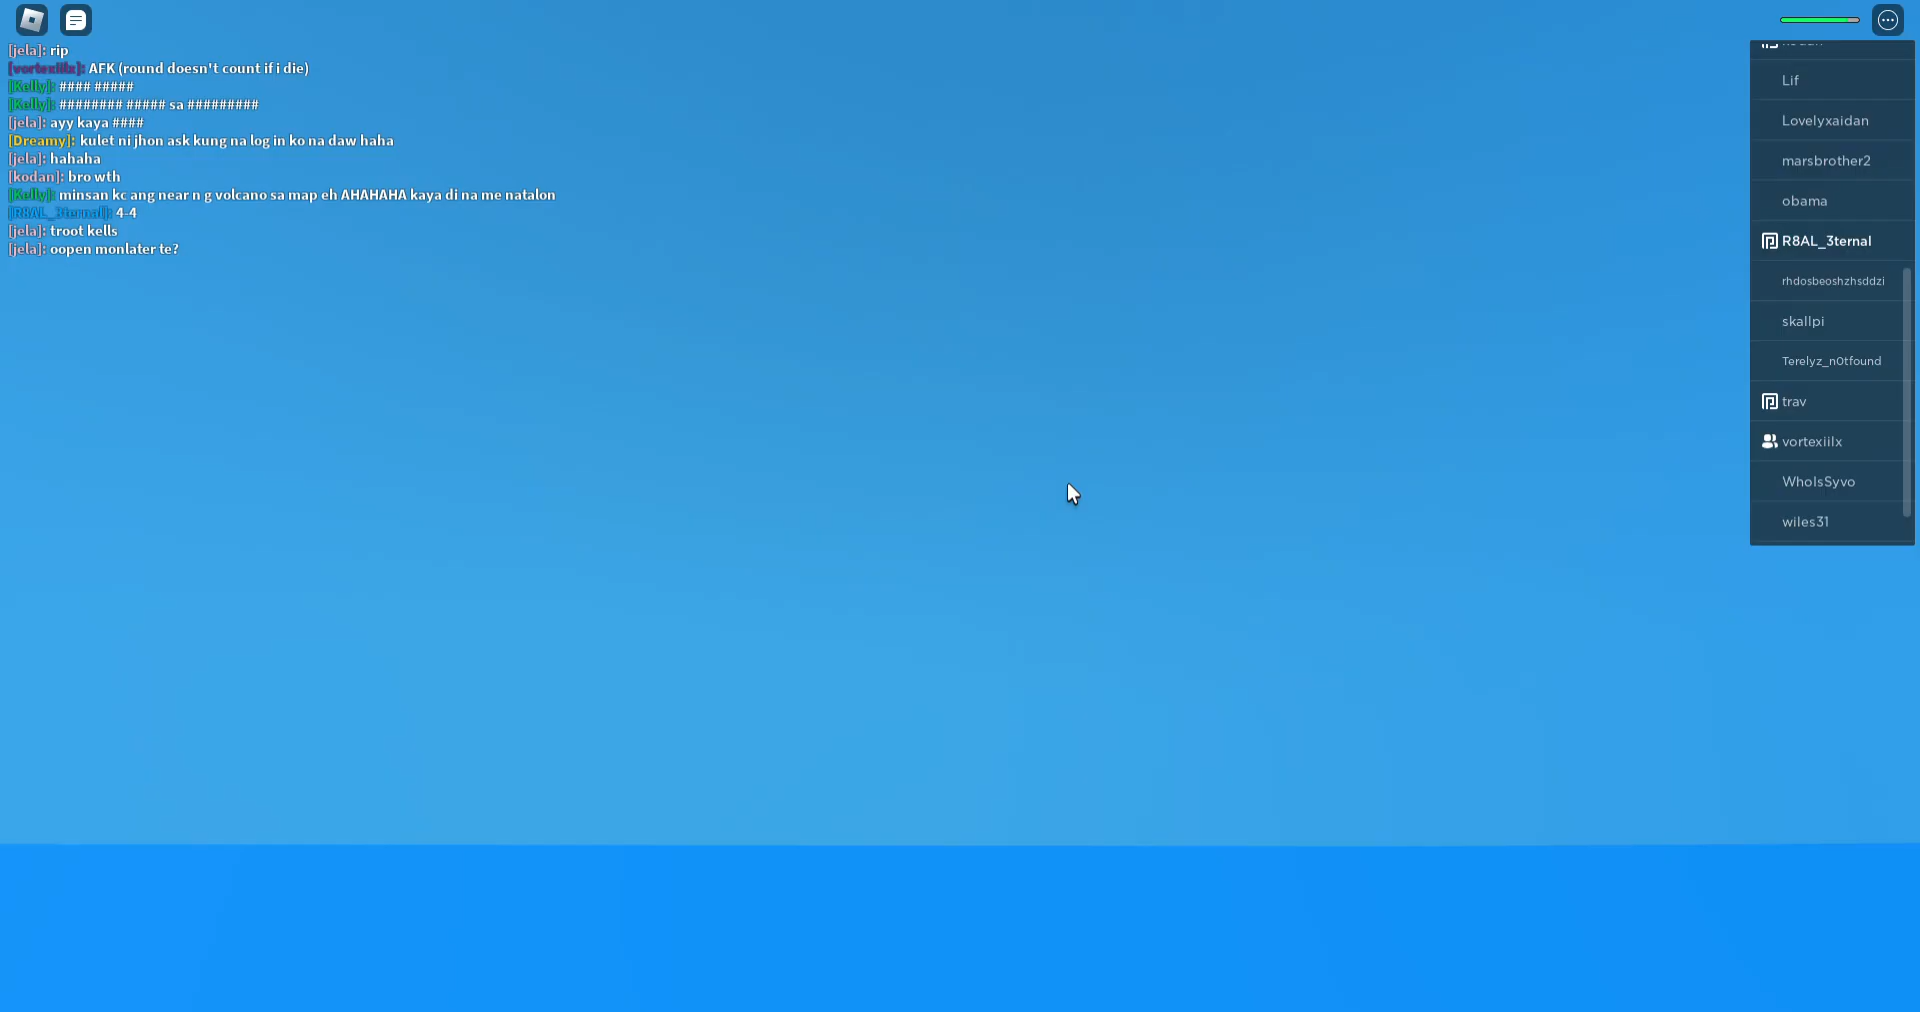 [jela]: rip
[vortexiilx]: AFK (round doesn't count if i die)
[Kelly]: #### #####
[Kelly]: ######## ##### sa #########
[jela]: ayy kaya ####
[Dreamy]: kulet ni jhon ask kung na log in ko na daw haha
[jela]: hahaha
[kodan]: bro wth
[Kelly]: minsan kc ang near n g volcano sa map eh AHAHAHA kaya di na me natalon
[R8AL_3ternal]: 4-4
[jela]: troot kells
[jela]: oopen monlater te?
Lif
Lovelyxaidan
marsbrother2
obama
R8AL_3ternal
rhdosbeoshzhsddzi
skallpi
Terelyz_n0tfound
trav
vortexiilx
WhoIsSyvo
wiles31